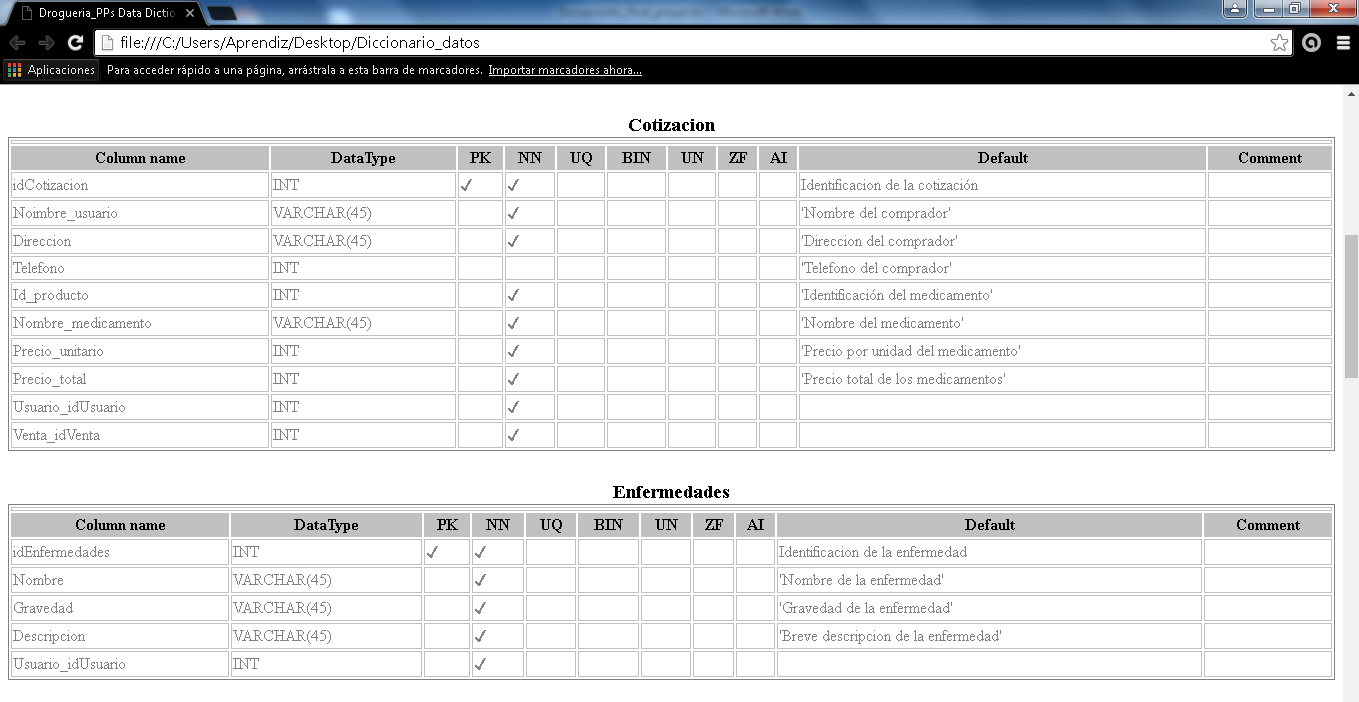 Drogueria_PPs Data Dictio
file:///C:/Users/Aprendiz/Desktop/Diccionario_datos
Aplicaciones Para acceder rápido a una página, arrástrala a esta barra de marcadores. Importar marcadores ahora...
Cotizacion
Column name DataType PK NN UQ BIN UN ZF AI Default Comment
idCotizacion INT ✓ ✓ Identificacion de la cotización
Noimbre_usuario VARCHAR(45) ✓ 'Nombre del comprador'
Direccion VARCHAR(45) ✓ 'Direccion del comprador'
Telefono INT 'Telefono del comprador'
Id_producto INT ✓ 'Identificación del medicamento'
Nombre_medicamento VARCHAR(45) ✓ 'Nombre del medicamento'
Precio_unitario INT ✓ 'Precio por unidad del medicamento'
Precio_total INT ✓ 'Precio total de los medicamentos'
Usuario_idUsuario INT ✓
Venta_idVenta INT ✓
Enfermedades
Column name DataType PK NN UQ BIN UN ZF AI Default Comment
idEnfermedades INT ✓ ✓ Identificacion de la enfermedad
Nombre VARCHAR(45) ✓ 'Nombre de la enfermedad'
Gravedad VARCHAR(45) ✓ 'Gravedad de la enfermedad'
Descripcion VARCHAR(45) ✓ 'Breve descripcion de la enfermedad'
Usuario_idUsuario INT ✓